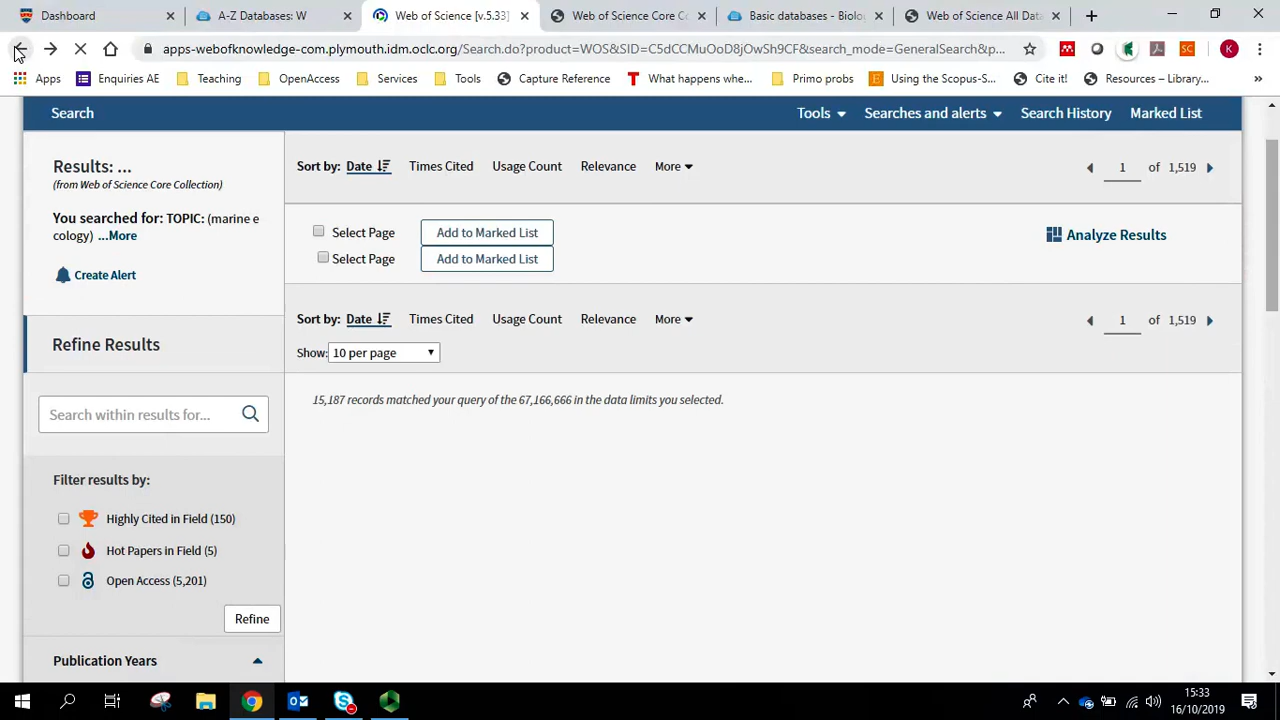 Dashboard
A-Z Databases: W
Web of Science [v.5.33]
Web of Science Core Co
Basic databases - Biolog
Web of Science All Data
apps-webofknowledge-com.plymouth.idm.oclc.org/Search.do?product=WOS&SID=C5dCCMuOtD8jOwSh9CF&search_mode=GeneralSearch&p...
Apps
Enquiries AE
Teaching
OpenAccess
Services
Tools
Capture Reference
What happenwhe...
Primo probs
Using the Scopus-S...
Cite it!
Resources – Library...
Search
Tools
Searches and alerts
Search History
Marked List
Results: ...
(from Web of Science Core Collection)
You searched for: TOPIC: (marine e
cology) ...More
Create Alert
Refine Results
Search within results for...
Filter results by:
Highly Cited in Field (150)
Hot Papers in Field (5)
Open Access (5,201)
Refine
Publication Years
Sort by: Date Times Cited Usage Count Relevance More
1 of 1,519
Select Page Add to Marked List
Select Page Add to Marked List
Analyze Results
Sort by: Date Times Cited Usage Count Relevance More
1 of 1,519
Show: 10 per page
15,187 records matched your query of the 67,166,666 in the data limits you selected.
15:33
16/10/2019